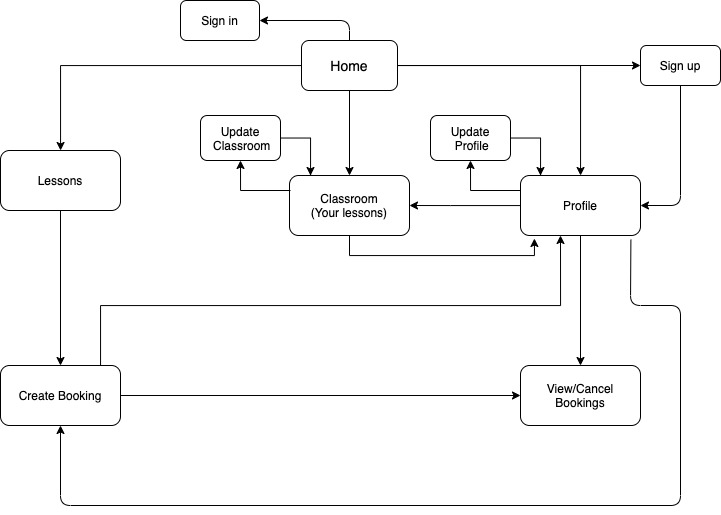 Sign in
Home
Sign up
Update
Classroom
Update
Profile
Lessons
Classroom
(Your lessons)
Profile
Create Booking
View/Cancel
Bookings